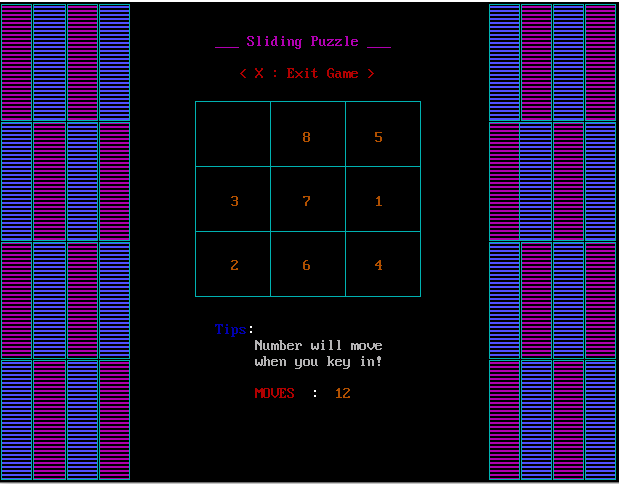 ___ Sliding Puzzle ___
< X : Exit Game >
8 5
3 7 1
2 6 4
Tips:
Number will move
when you key in!
MOVES : 12